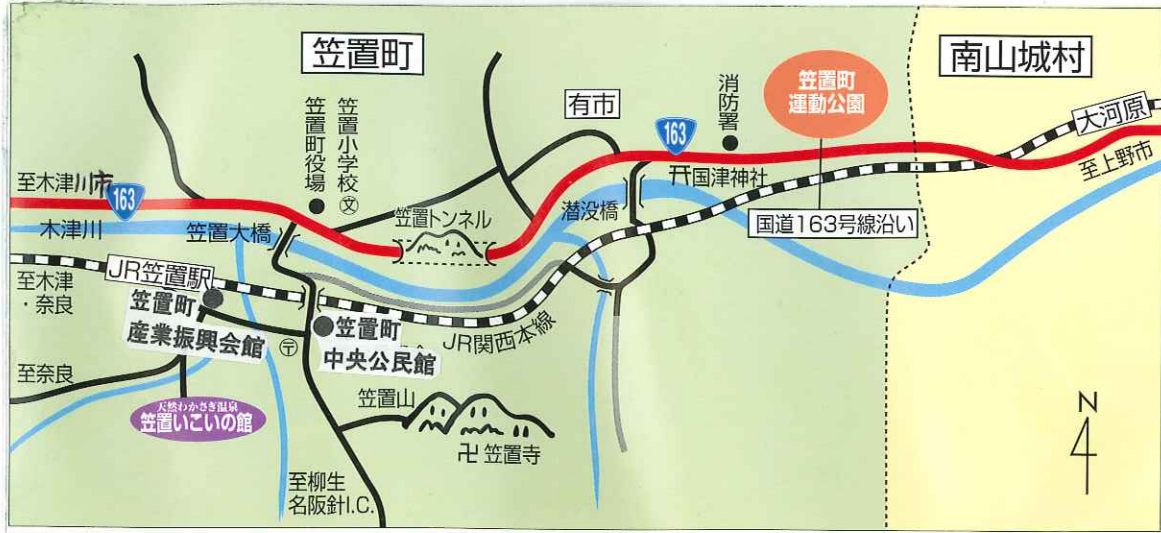 笠置町
南山城村
笠置町
運動公園
消防署
有市
大河原
163
笠置小学校
笠置町役場
文
至木津川市
163
国津神社
至上野市
木津川
笠置大橋
笠置トンネル
潜没橋
国道163号線沿い
JR笠置駅
至木津
・奈良
笠置町
産業振興会館
〒
笠置町
中央公民館
JR関西本線
至奈良
天然わかさぎ温泉
笠置いこいの館
笠置山
卍 笠置寺
至柳生
名阪針I.C.
N